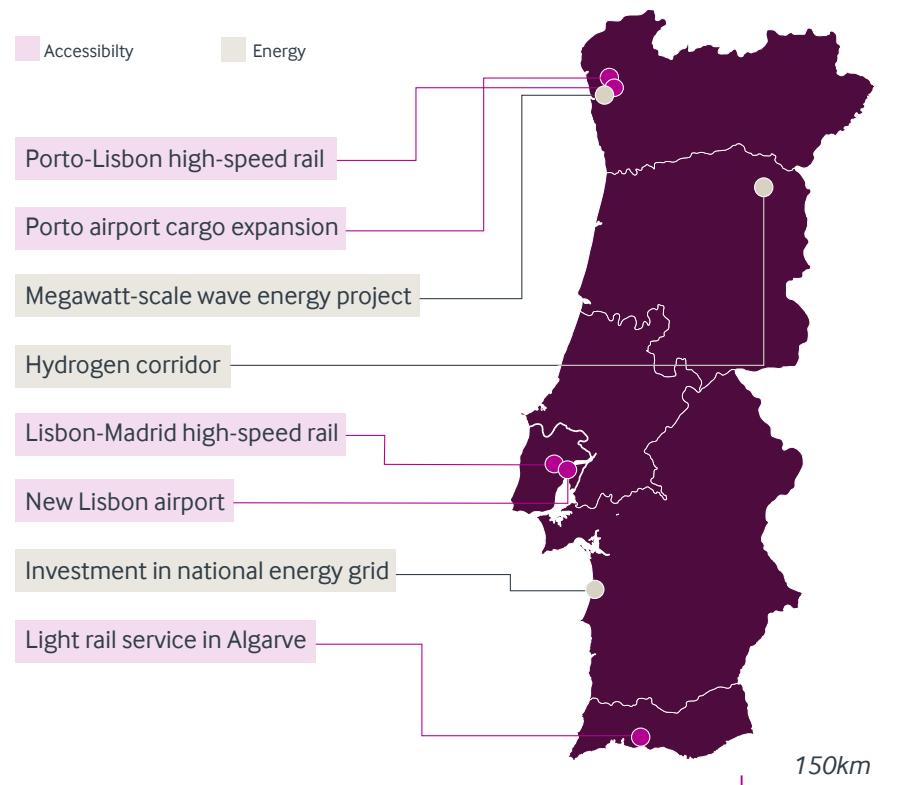 Accessibilty
Energy
Porto-Lisbon high-speed rail
Porto airport cargo expansion
Megawatt-scale wave energy project
Hydrogen corridor
Lisbon-Madrid high-speed rail
New Lisbon airport
Investment in national energy grid
Light rail service in Algarve
150km